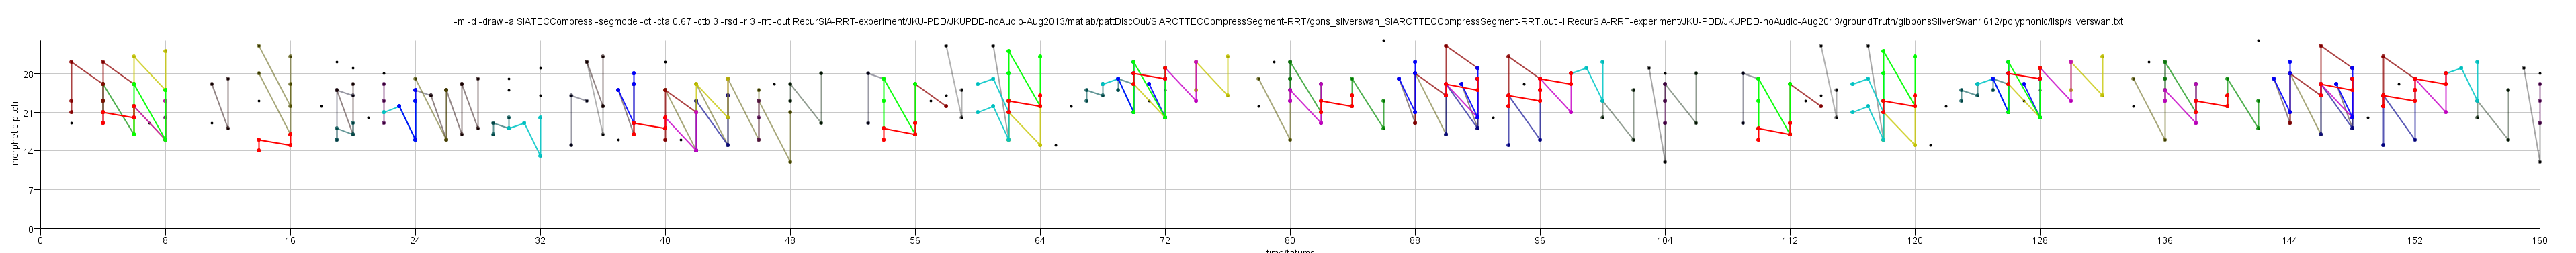 -m -d -draw -a SIATECCompress -segmode -ct -cta 0.67 -ctb 3 -rsd -r 3 -rrt -out RecurSIA-RRT-experiment/JKU-PDD/JKUPDD-noAudio-Aug2013/matlab/pattDiscOut/SIARCTTECCompressSegment-RRT/gbns_silverswan_SIARCTTECCompressSegment-RRT.out -i RecurSIA-RRT-experiment/JKU-PDD/JKUPDD-noAudio-Aug2013/groundTruth/gibbonsSilverSwan1612/polyphonic/lisp/silverswan.txt
morphetic pitch
28
21
14
7
0
0 8 16 24 32 40 48 56 64 72 80 88 96 104 112 120 128 136 144 152 160
time/tatums